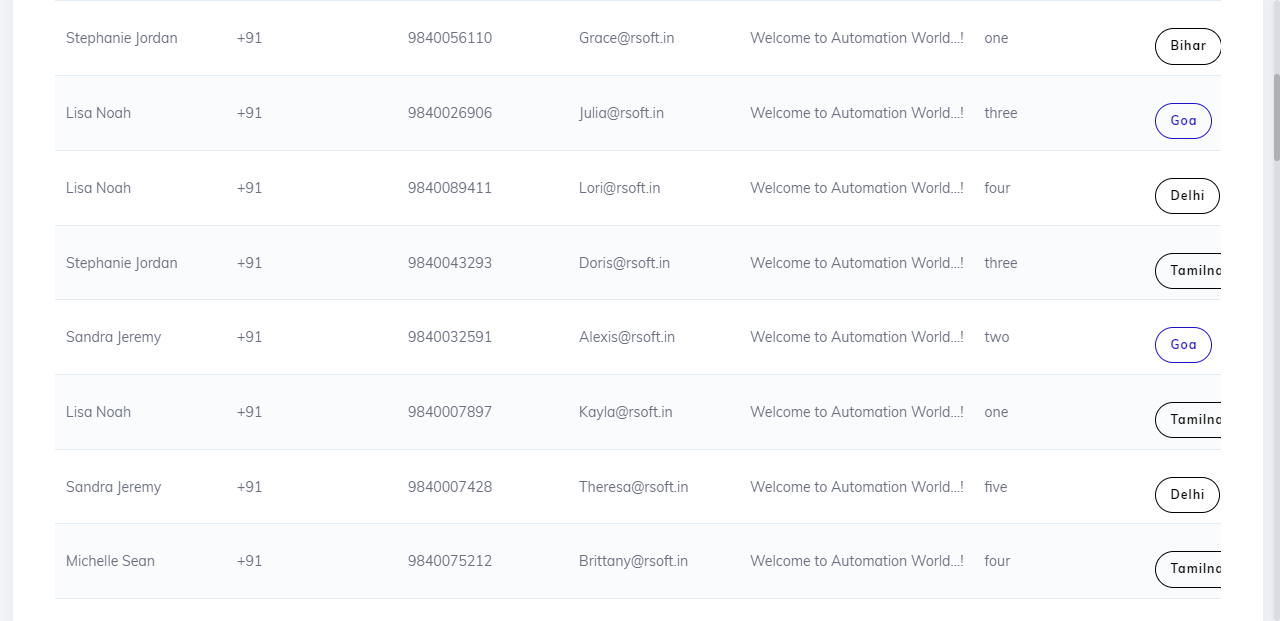 Stephanie Jordan +91 9840056110 Grace@rsoft.in Welcome to Automation World...! one Bihar
Lisa Noah +91 9840026906 Julia@rsoft.in Welcome to Automation World...! three Goa
Lisa Noah +91 9840089411 Lori@rsoft.in Welcome to Automation World...! four Delhi
Stephanie Jordan +91 9840043293 Doris@rsoft.in Welcome to Automation World...! three Tamilna
Sandra Jeremy +91 9840032591 Alexis@rsoft.in Welcome to Automation World...! two Goa
Lisa Noah +91 9840007897 Kayla@rsoft.in Welcome to Automation World...! one Tamilna
Sandra Jeremy +91 9840007428 Theresa@rsoft.in Welcome to Automation World...! five Delhi
Michelle Sean +91 9840075212 Brittany@rsoft.in Welcome to Automation World...! four Tamilna